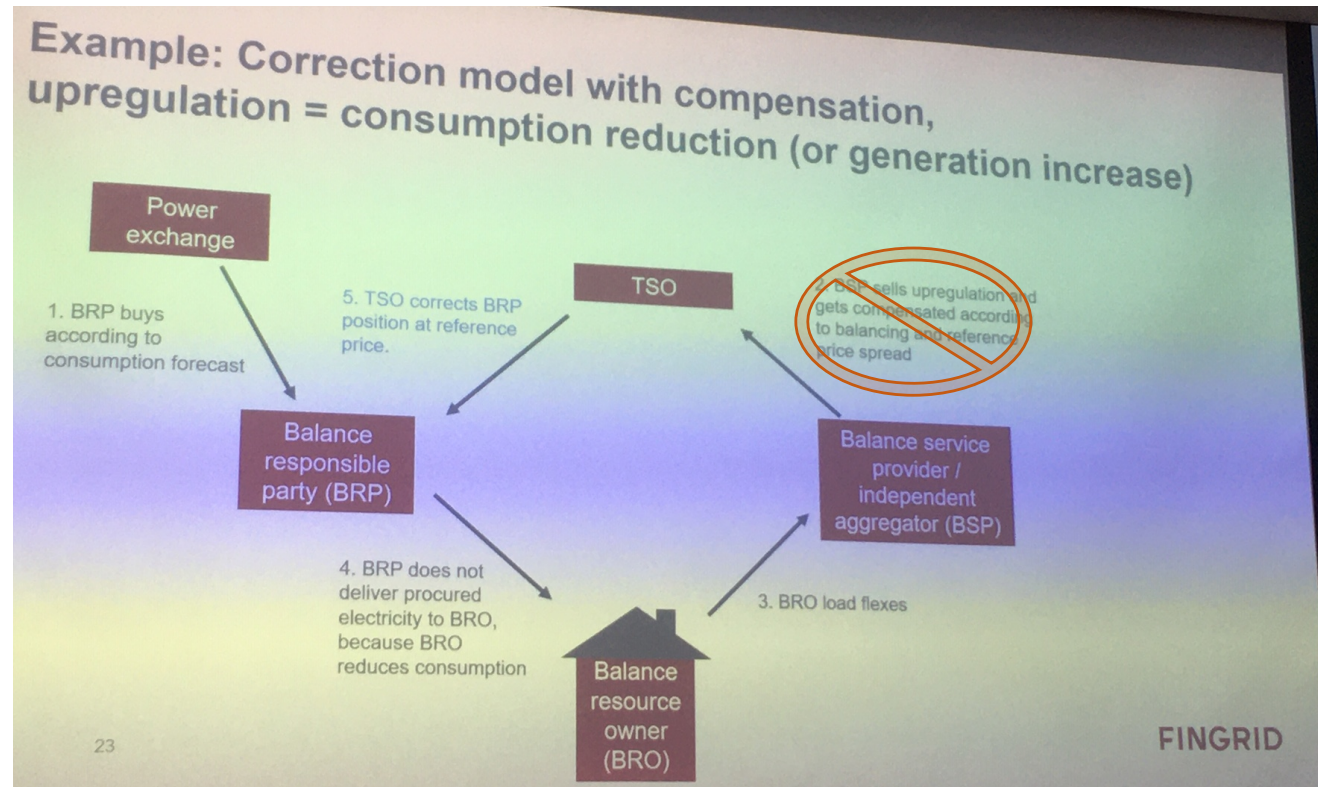 Example: Correction model with compensation,
upregulation = consumption reduction (or generation increase)
Power
exchange
TSO
2. BSP sells upregulation and
gets compensated according
to balancing and reference
price spread
5. TSO corrects BRP
position at reference
price.
1. BRP buys
according to
consumption forecast
Balance
responsible
party (BRP)
Balance service
provider /
independent
aggregator (BSP)
4. BRP does not
deliver procured
electricity to BRO,
because BRO
reduces consumption
3. BRO load flexes
Balance
resource
owner
(BRO)
23
FINGRID